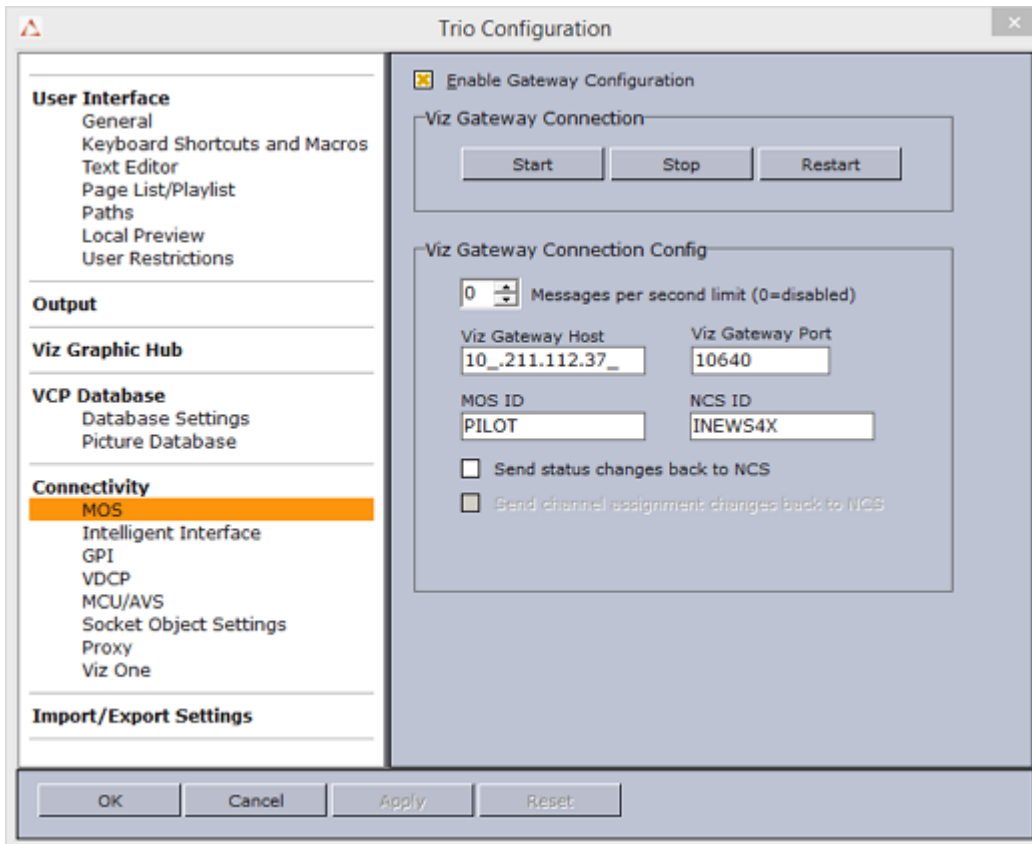 Trio Configuration
User Interface
General
Keyboard Shortcuts and Macros
Text Editor
Page List/Playlist
Paths
Local Preview
User Restrictions
Output
Viz Graphic Hub
VCP Database
Database Settings
Picture Database
Connectivity
MOS
Intelligent Interface
GPI
VDCP
MCU/AVS
Socket Object Settings
Proxy
Viz One
Import/Export Settings
Enable Gateway Configuration
Viz Gateway Connection
Start Stop Restart
Viz Gateway Connection Config
0 Messages per second limit (0=disabled)
Viz Gateway Host Viz Gateway Port
10_.211.112.37_ 10640
MOS ID NCS ID
PILOT INEWS4X
Send status changes back to NCS
Send channel assignment changes back to NCS
OK Cancel Apply Reset